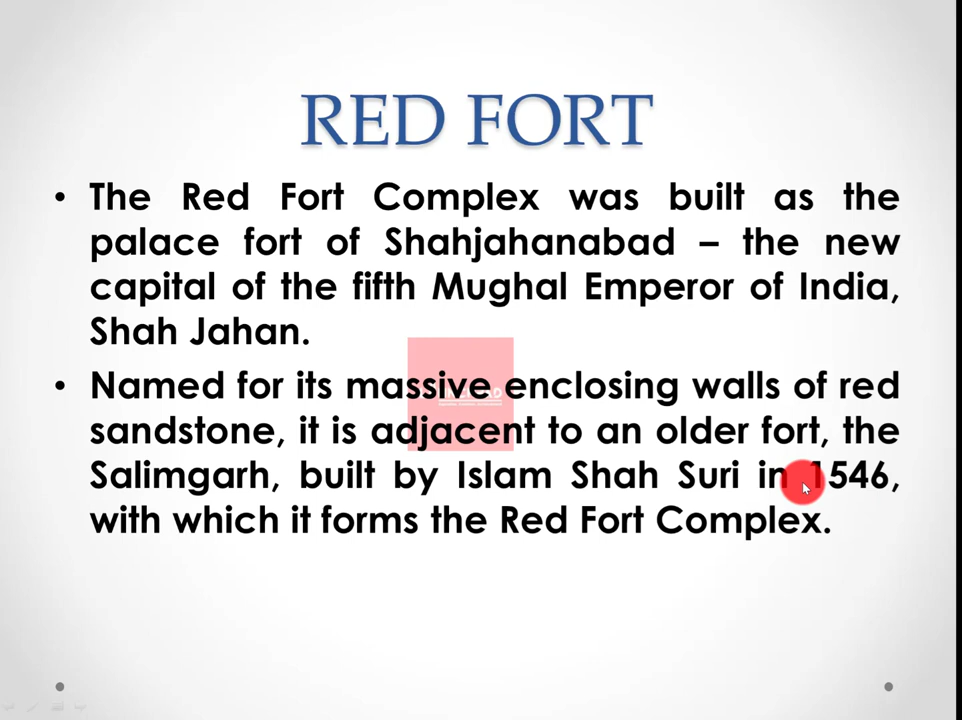 RED FORT
• The Red Fort Complex was built as the
palace fort of Shahjahanabad – the new
capital of the fifth Mughal Emperor of India,
Shah Jahan.
• Named for its massive enclosing walls of red
sandstone, it is adjacent to an older fort, the
Salimgarh, built by Islam Shah Suri in 1546,
with which it forms the Red Fort Complex.